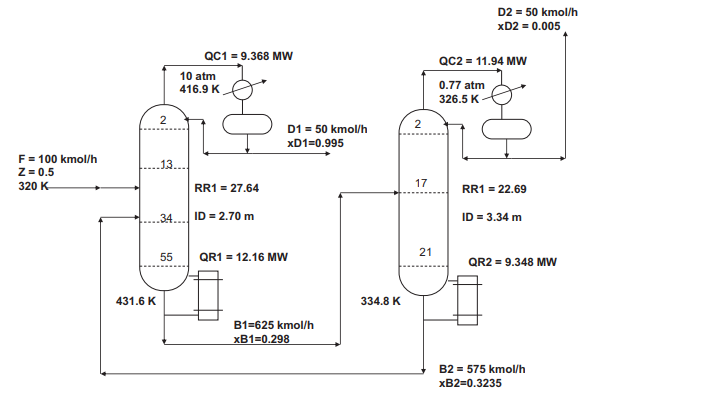 D2 = 50 kmol/h
xD2 = 0.005
QC1 = 9.368 MW
10 atm
416.9 K
QC2 = 11.94 MW
0.77 atm
326.5 K
2
2
D1 = 50 kmol/h
xD1=0.995
F = 100 kmol/h
Z = 0.5
320 K
13
RR1 = 27.64
17
RR1 = 22.69
34
ID = 2.70 m
ID = 3.34 m
55
QR1 = 12.16 MW
21
QR2 = 9.348 MW
431.6 K
334.8 K
B1=625 kmol/h
xB1=0.298
B2 = 575 kmol/h
xB2=0.3235